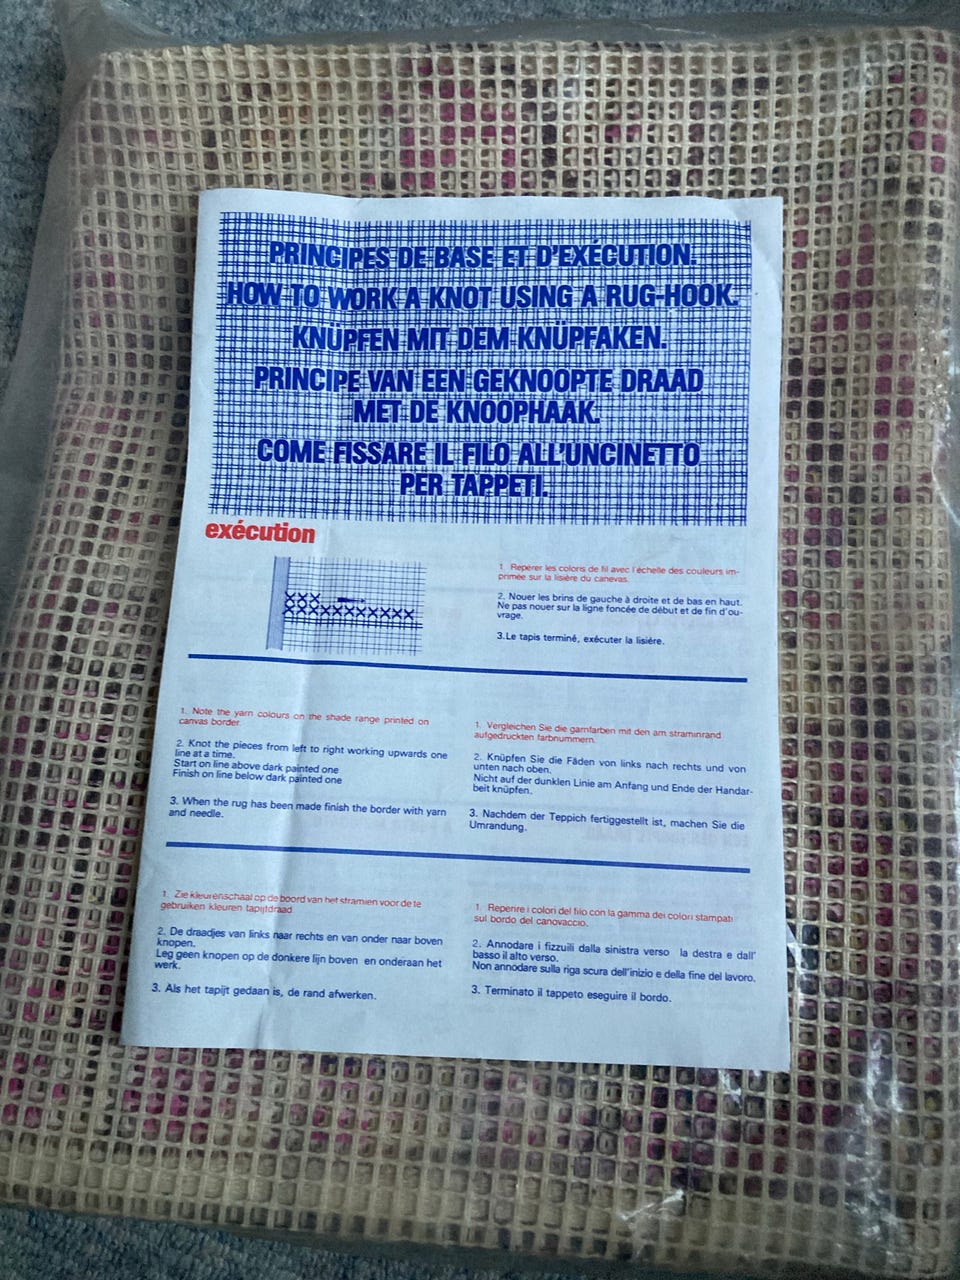 PRINCIPES DE BASE ET D'EXÉCUTION.
HOW TO WORK A KNOT USING A RUG-HOOK.
KNÜPFEN MIT DEM KNÜPFAKEN.
PRINCIPE VAN EEN GEKNOOPTE DRAAD
MET DE KNOOPHAAK.
COME FISSARE IL FILO ALL'UNCINETTO
PER TAPPETI.
exécution
1. Repérer les coloris de fil avec l'échelle des couleurs im-
primée sur la lisière du canevas.
2. Nouer les brins de gauche à droite et de bas en haut.
Ne pas nouer sur la ligne foncée de début et de fin d'ou-
vrage.
3.Le tapis terminé, exécuter la lisière.
1. Note the yarn colours on the shade range printed on
canvas border.
2. Knot the pieces from left to right working upwards one
line at a time.
Start on line above dark painted one
Finish on line below dark painted one
3. When the rug has been made finish the border with yarn
and needle.
1. Vergleichen Sie die garnfarben mit den am straminrand
aufgedruckten farbnummern.
2. Knüpfen Sie die Fäden von links nach rechts und von
unten nach oben.
Nicht auf der dunklen Linie am Anfang und Ende der Handar-
beit knüpfen.
3. Nachdem der Teppich fertiggestellt ist, machen Sie die
Umrandung.
1. Zie kleurenschaal op de boord van het stramien voor de te
gebruiken kleuren tapijtdraad
2. De draadjes van links naar rechts en van onder naar boven
knopen.
Leg geen knopen op de donkere lijn boven en onderaan het
werk.
3. Als het tapijt gedaan is, de rand afwerken.
1. Reperire i colori del filo con la gamma dei colori stampati
sul bordo del canovaccio.
2. Annodare i fizzuili dalla sinistra verso la destra e dall'
basso il alto verso.
Non annodare sulla riga scura dell'inizio e della fine del lavoro.
3. Terminato il tappeto eseguire il bordo.